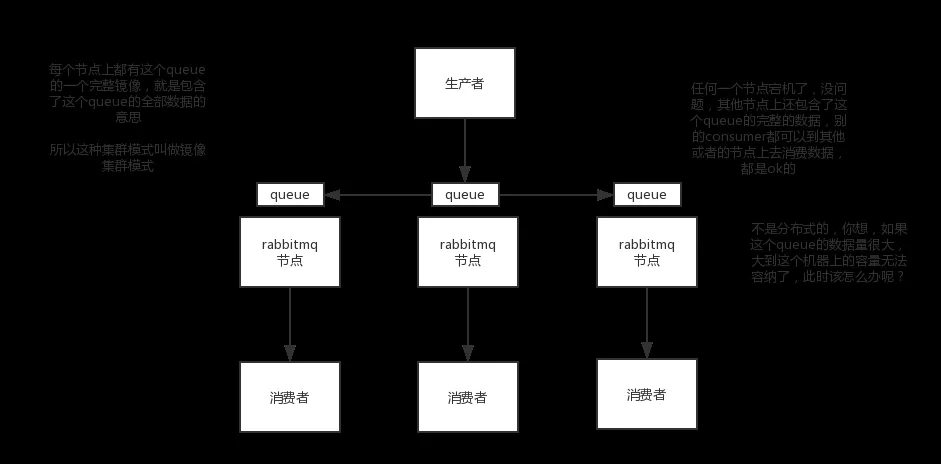 每个节点上都有这个queue
的一个完整镜像，就是包含
了这个queue的全部数据的
意思
所以这种集群模式叫做镜像
集群模式
生产者
任何一个节点宕机了，没问
题，其他节点上还包含了这
个queue的完整的数据，别
的consumer都可以到其他
或者的节点上去消费数据，
都是ok的
queue
queue
queue
rabbitmq
节点
rabbitmq
节点
rabbitmq
节点
不是分布式的，你想，如果
这个queue的数据量很大，
大到这个机器上的容量无法
容纳了，此时该怎么办呢？
消费者
消费者
消费者